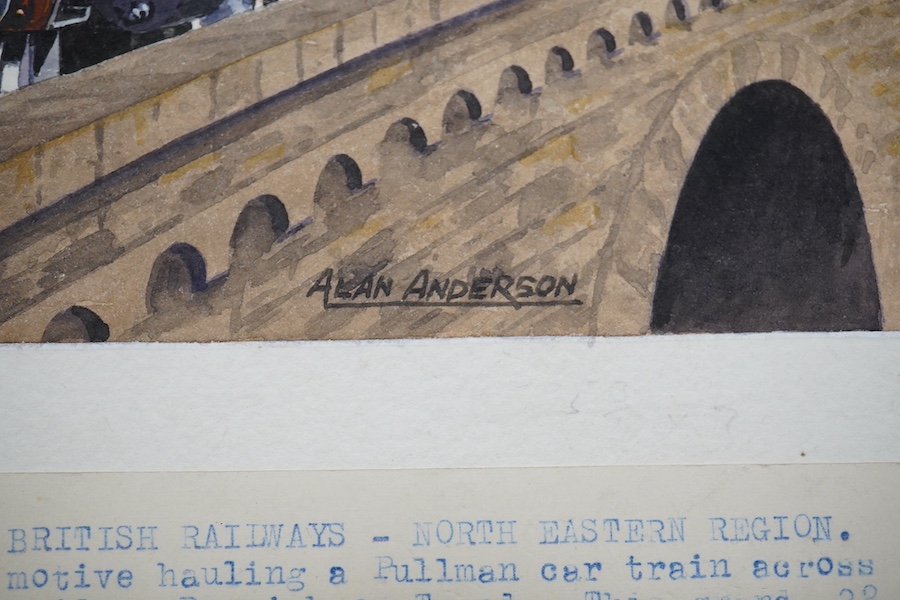 ALAN ANDERSON
BRITISH RAILWAYS - NORTH EASTERN REGION.
motive hauling a Pullman car train across